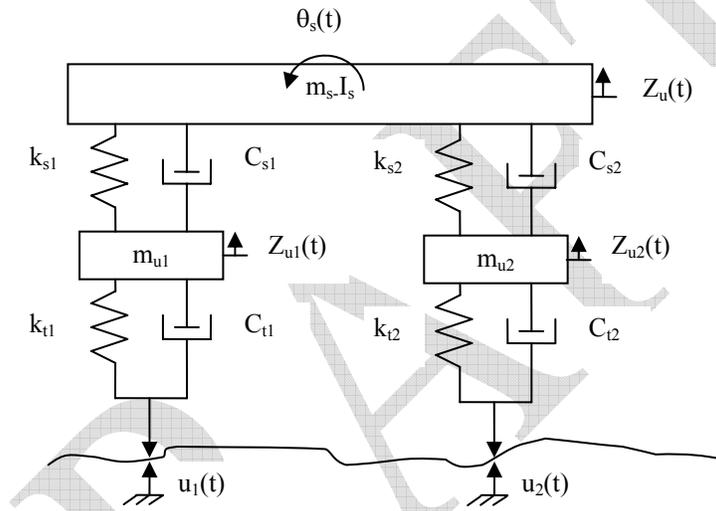 θs(t)
ms-Is
Zu(t)
ks1
Cs1
ks2
Cs2
mu1
Zu1(t)
mu2
Zu2(t)
kt1
Ct1
kt2
Ct2
u1(t)
u2(t)